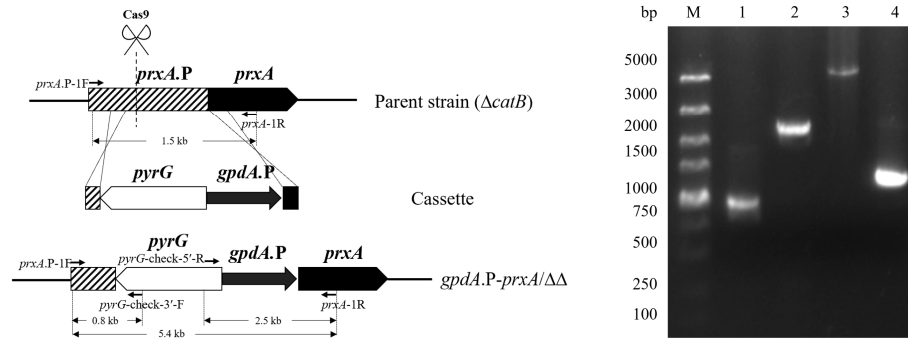 Cas9
prxA.P prxA
prxA.P-1F
Parent strain (ΔcatB)
prxA-1R
1.5 kb
pyrG gpdA.P
Cassette
pyrG gpdA.P prxA
prxA.P-1F pyrG-check-5′-R
gpdA.P-prxA/ΔΔ
pyrG-check-3′-F prxA-1R
0.8 kb 2.5 kb
5.4 kb
bp M 1 2 3 4
5000
3000
2000
1500
1000
750
500
250
100